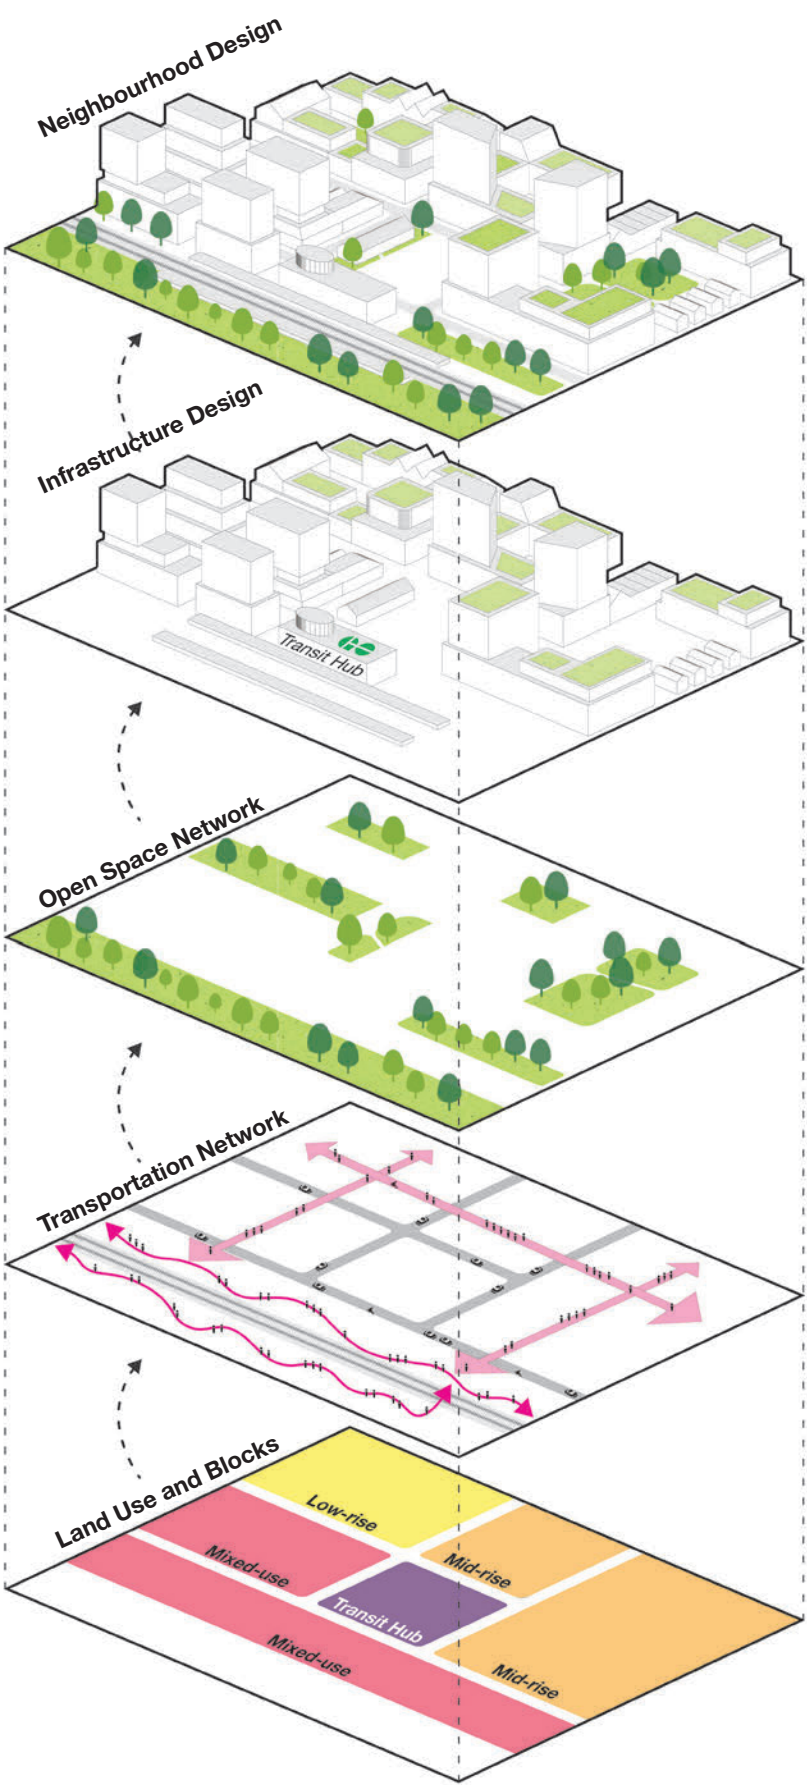 Neighbourhood Design
Infrastructure Design
Transit Hub
Open Space Network
Transportation Network
Land Use and Blocks
Low-rise
Mixed-use
Mid-rise
Transit Hub
Mixed-use
Mid-rise